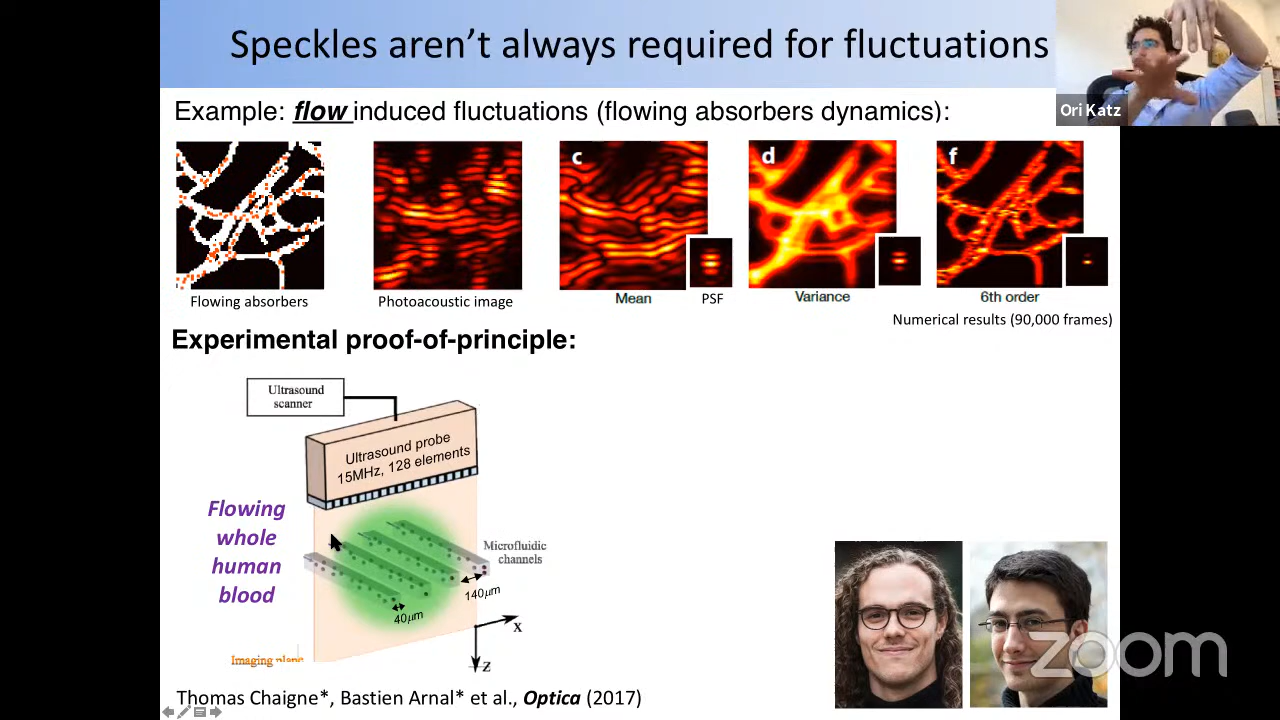 Speckles aren't always required for fluctuations
Ori Katz
Example: flow induced fluctuations (flowing absorbers dynamics):
c
d
f
Flowing absorbers
Photoacoustic image
Mean
PSF
Variance
6th order
Numerical results (90,000 frames)
Experimental proof-of-principle:
Ultrasound
scanner
Ultrasound probe
15MHz, 128 elements
Flowing
whole
human
blood
Microfluidic
channels
140μm
40μm
x
z
Imaging plane
Thomas Chaigne*, Bastien Arnal* et al., Optica (2017)
zoom